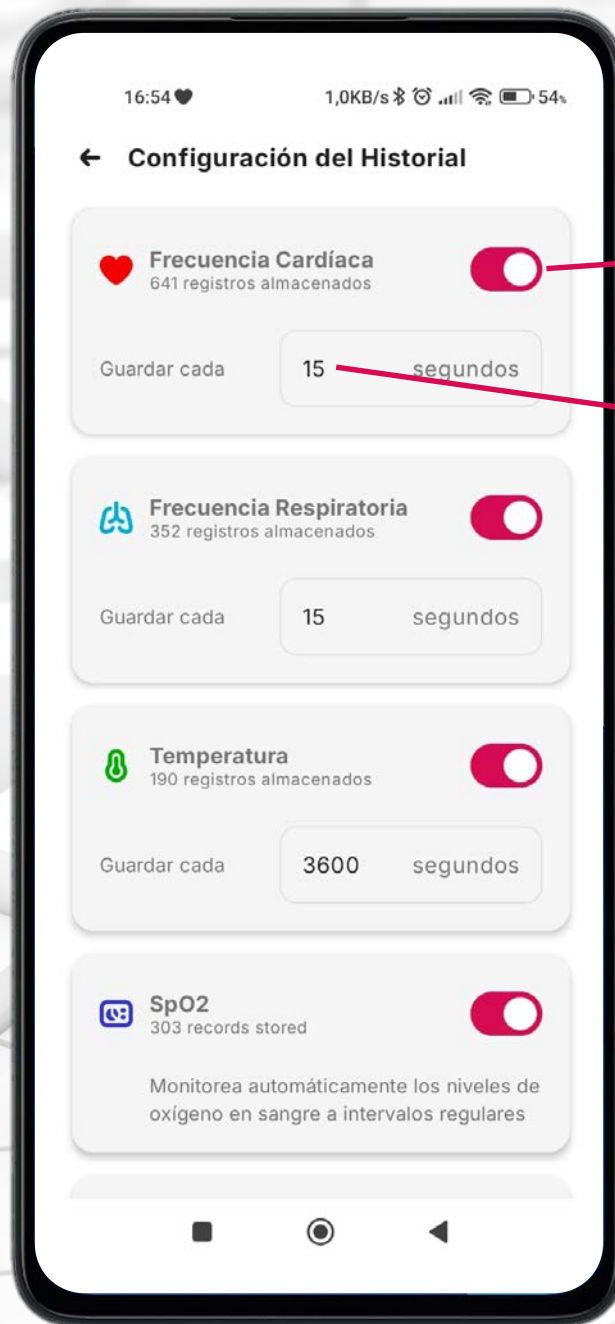 16:54 1,0KB/s 54%
Configuración del Historial
Frecuencia Cardíaca
641 registros almacenados
Guardar cada 15 segundos
Frecuencia Respiratoria
352 registros almacenados
Guardar cada 15 segundos
Temperatura
190 registros almacenados
Guardar cada 3600 segundos
SpO2
303 records stored
Monitorea automáticamente los niveles de
oxígeno en sangre a intervalos regulares